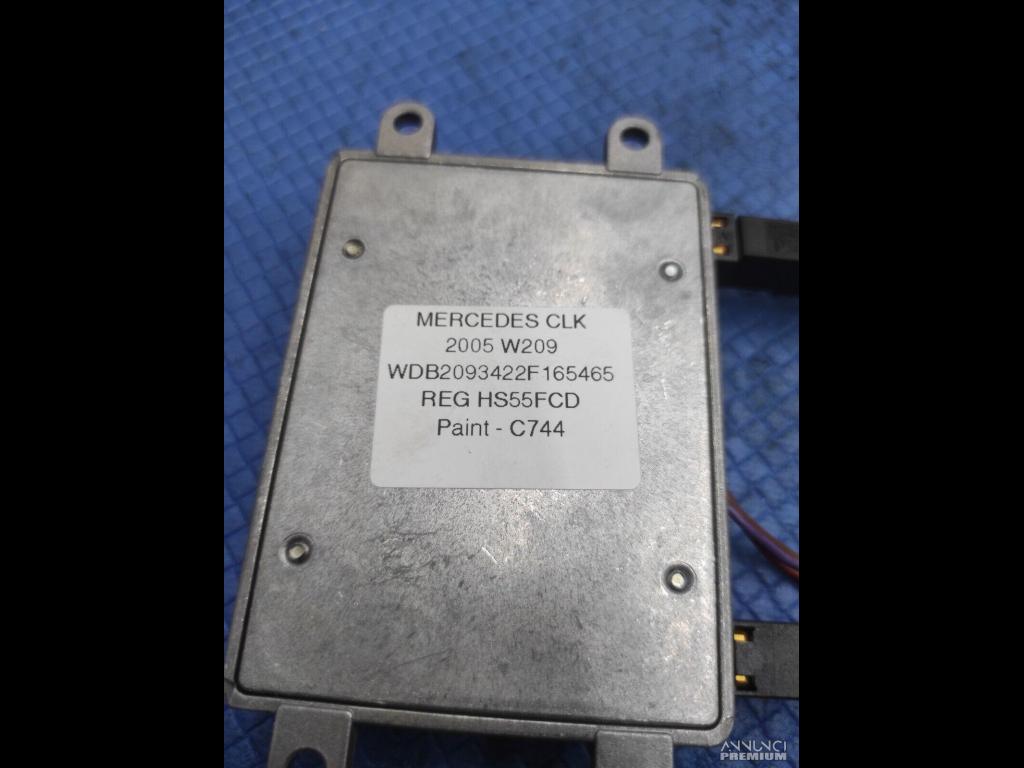 MERCEDES CLK
2005 W209
WDB2093422F165465
REG HS55FCD
Paint - C744
ANNUNCI
PREMIUM